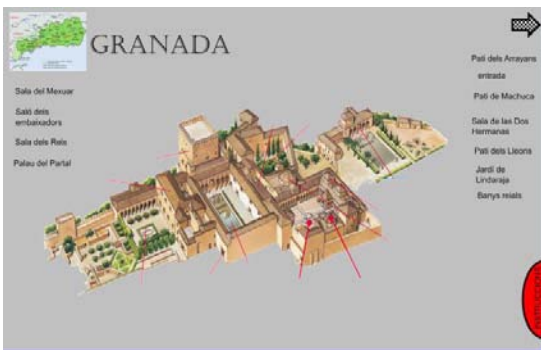 GRANADA
Sala del Mexuar
Saló dels
embaixadors
Sala dels Reis
Palau del Partal
Pati dels Arrayans
entrada
Pati de Machuca
Sala de las Dos
Hermanas
Pati dels Lleons
Jardí de
Lindaraja
Banys reials